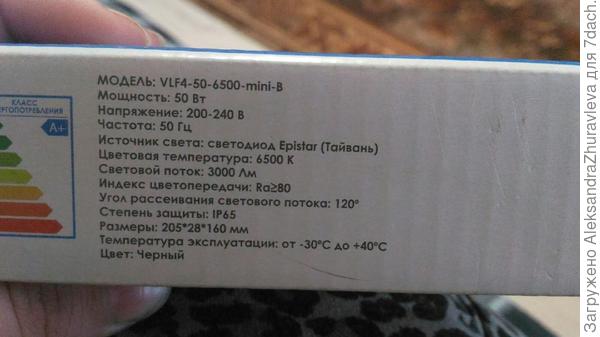 МОДЕЛЬ: VLF4-50-6500-mini-B
Мощность: 50 Вт
Напряжение: 200-240 В
Частота: 50 Гц
Источник света: светодиод Epistar (Тайвань)
Цветовая температура: 6500 К
Световой поток: 3000 Лм
Индекс цветопередачи: Ra≥80
Угол рассеивания светового потока: 120°
Степень защиты: IP65
Размеры: 205*28*160 мм
Температура эксплуатации: от -30°С до +40°С
Цвет: Черный
КЛАСС
ЕРГОПОТРЕБЛЕНИЯ
A+
Загружено AleksandraZhuravleva для 7dach.